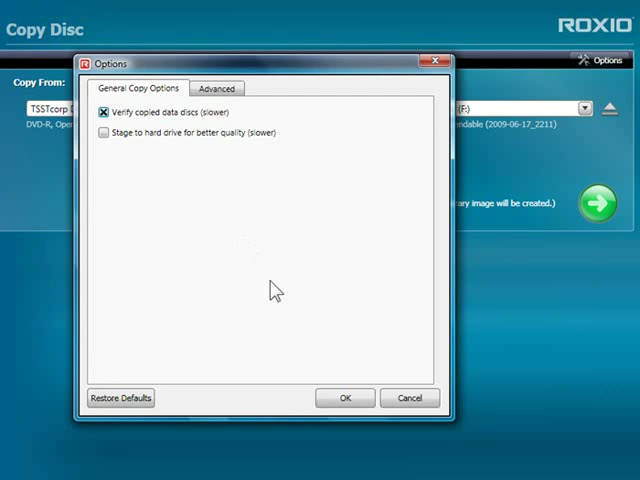 Copy Disc
ROXIO
Options
Options
Copy From:
General Copy Options
Advanced
TSSTcorp
(F:)
DVD-R, Ope
ndable (2009-06-17_2211)
Verify copied data discs (slower)
Stage to hard drive for better quality (slower)
rary image will be created.)
Restore Defaults
OK
Cancel